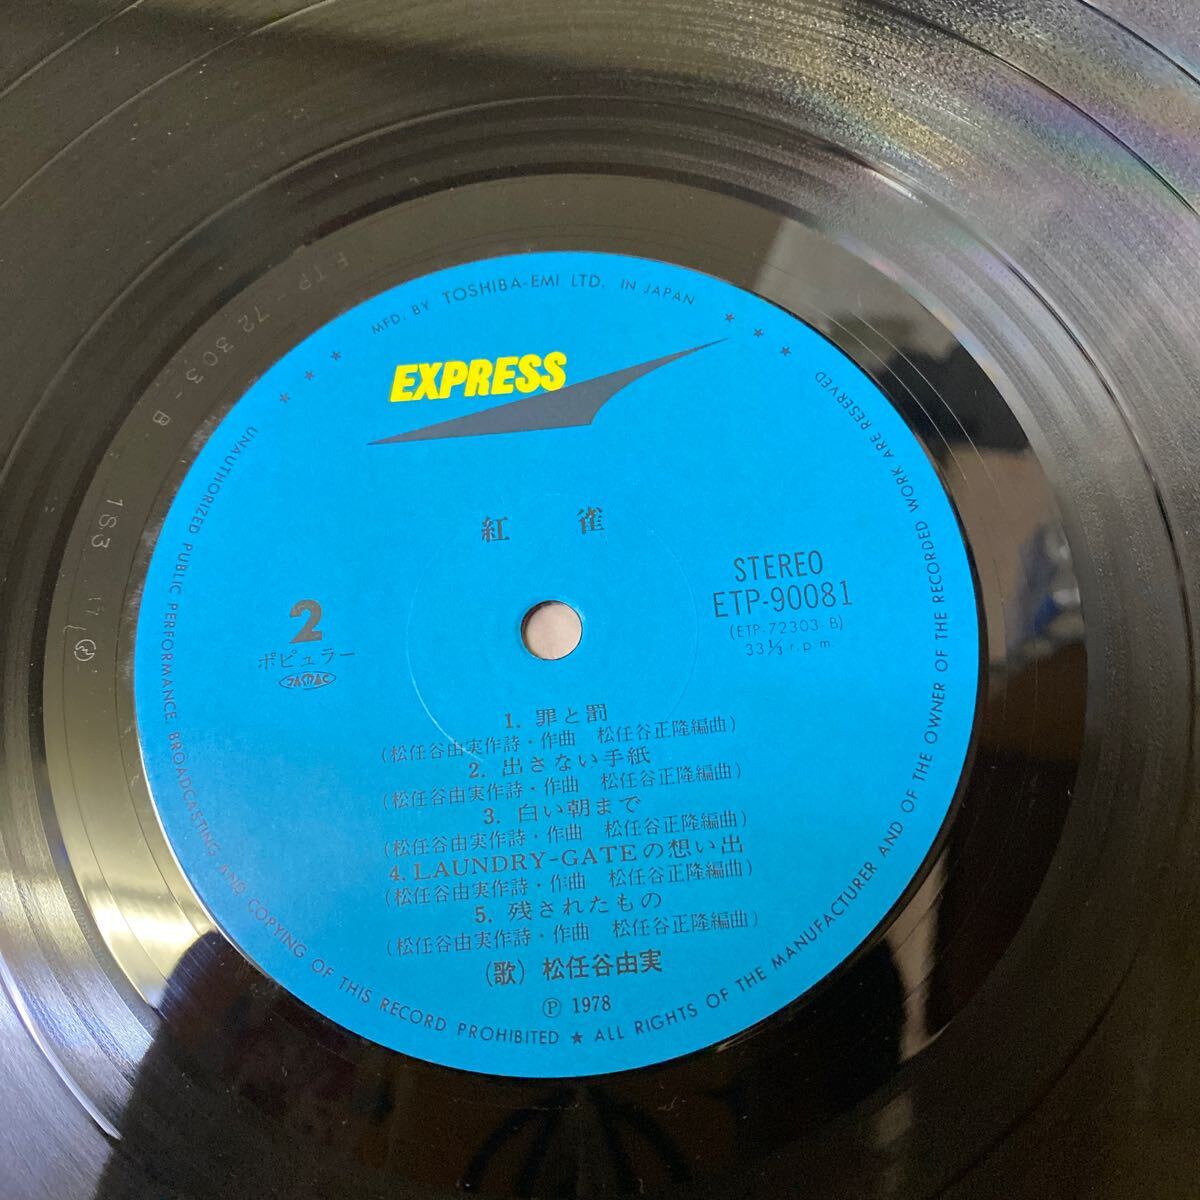 MFD. BY TOSHIBA-EMI LTD. IN JAPAN
EXPRESS
紅 雀
STEREO
ETP-90081
(ETP-72303-B)
33⅓ r.p.m.
2
ポピュラー
JASRAC
1. 罪と罰
(松任谷由実作詩・作曲 松任谷正隆編曲)
2. 出さない手紙
(松任谷由実作詩・作曲 松任谷正隆編曲)
3. 白い朝まで
(松任谷由実作詩・作曲 松任谷正隆編曲)
4. LAUNDRY-GATEの想い出
(松任谷由実作詩・作曲 松任谷正隆編曲)
5. 残されたもの
(松任谷由実作詩・作曲 松任谷正隆編曲)
(歌) 松任谷由実
Ⓟ 1978
UNAUTHORIZED PUBLIC PERFORMANCE, BROADCASTING AND COPYING OF THIS RECORD PROHIBITED ★ ALL RIGHTS OF THE MANUFACTURER AND OF THE OWNER OF THE RECORDED WORK ARE RESERVED
ETP-72303-B 1S3 17